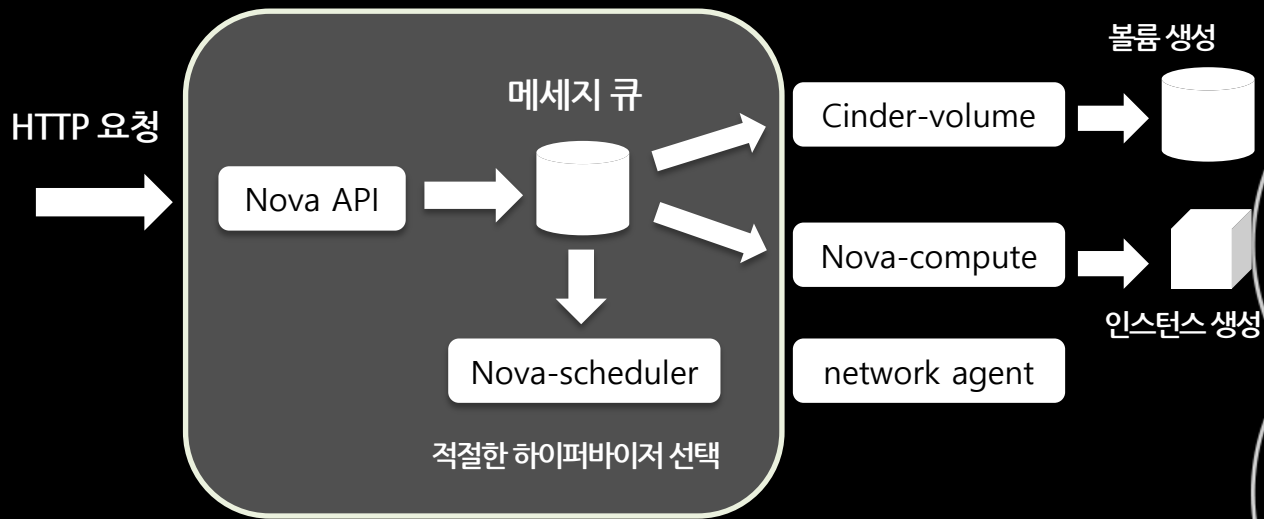 HTTP 요청
Nova API
메세지 큐
Nova-scheduler
적절한 하이퍼바이저 선택
볼륨 생성
Cinder-volume
Nova-compute
인스턴스 생성
network agent